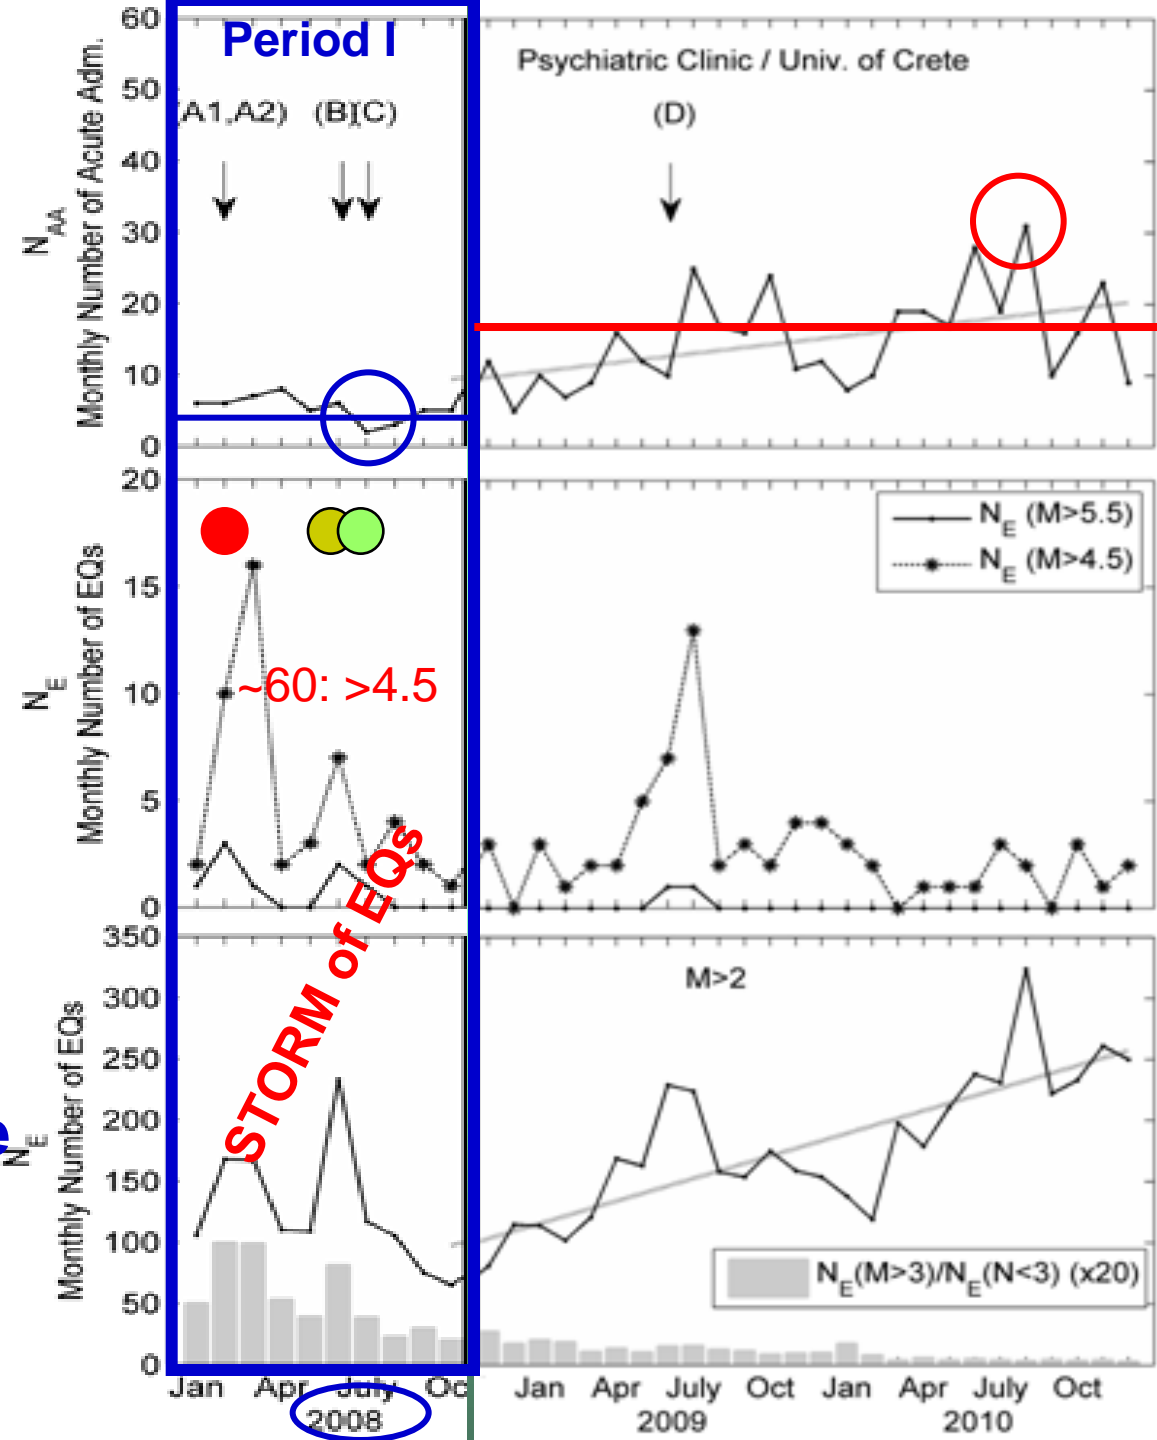 Period I
Psychiatric Clinic / Univ. of Crete
(A1,A2) (B)(C) (D)
N_AA
Monthly Number of Acute Adm.
60
50
40
30
20
10
0
N_E (M>5.5)
N_E (M>4.5)
~60: >4.5
N_E
Monthly Number of EQs
20
15
10
5
0
STORM of EQs
M>2
N_E(M>3)/N_E(N<3) (x20)
N_E
Monthly Number of EQs
350
300
250
200
150
100
50
0
Jan Apr July Oc Jan Apr July Oct Jan Apr July Oct
2008 2009 2010